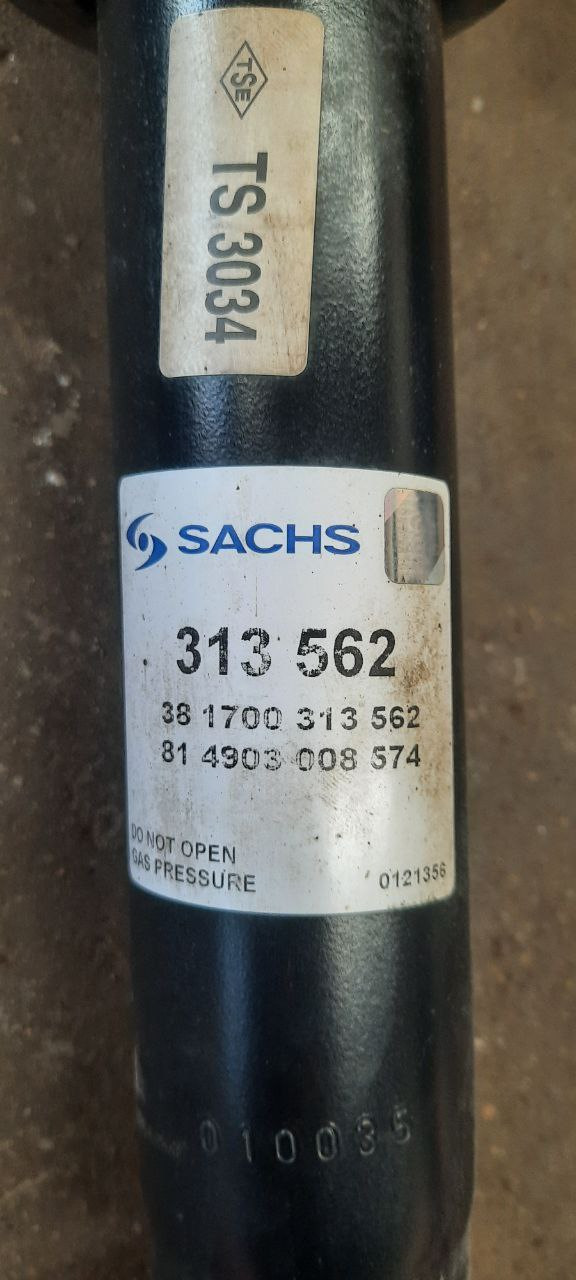 TSE
TS 3034
SACHS
313 562
38 1700 313 562
81 4903 008 574
DO NOT OPEN
GAS PRESSURE
0121356
010035